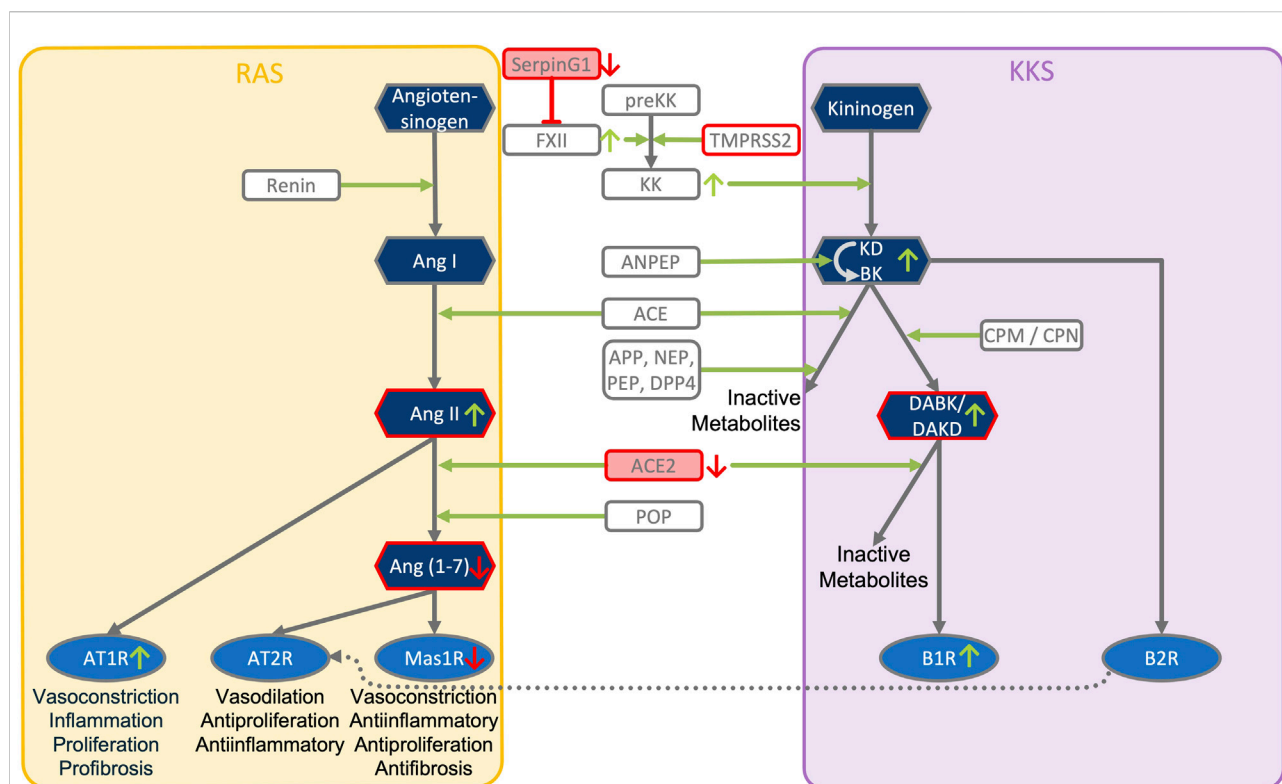 RAS
KKS
SerpinG1
Angioten-
sinogen
preKK
Kininogen
FXII
TMPRSS2
Renin
KK
Ang I
ANPEP
KD
BK
ACE
CPM / CPN
APP, NEP,
PEP, DPP4
Inactive
Metabolites
Ang II
DABK/
DAKD
ACE2
POP
Ang (1-7)
Inactive
Metabolites
AT1R
AT2R
Mas1R
B1R
B2R
Vasoconstriction
Inflammation
Proliferation
Profibrosis
Vasodilation
Antiproliferation
Antiinflammatory
Vasoconstriction
Antiinflammatory
Antiproliferation
Antifibrosis